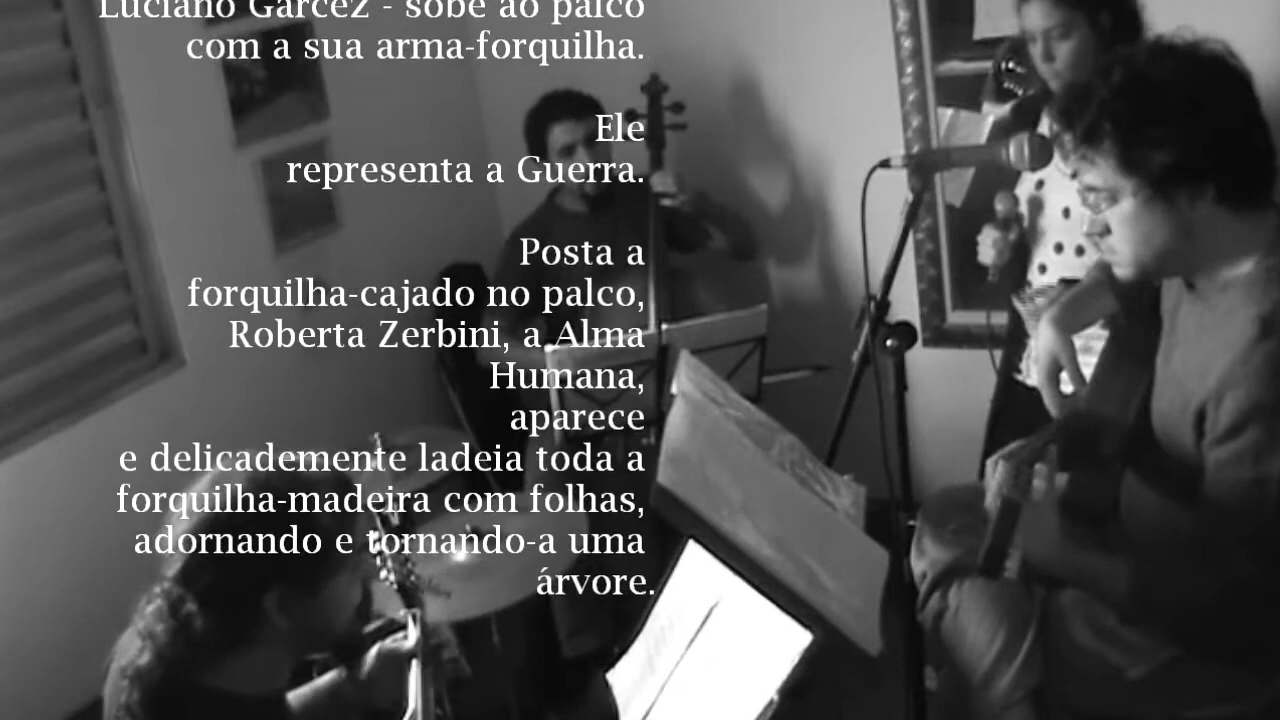 Luciano Garcez - sobe ao palco
com a sua arma-forquilha.
Ele
representa a Guerra.
Posta a
forquilha-cajado no palco,
Roberta Zerbini, a Alma
Humana,
aparece
e delicademente ladeia toda a
forquilha-madeira com folhas,
adornando e tornando-a uma
árvore.